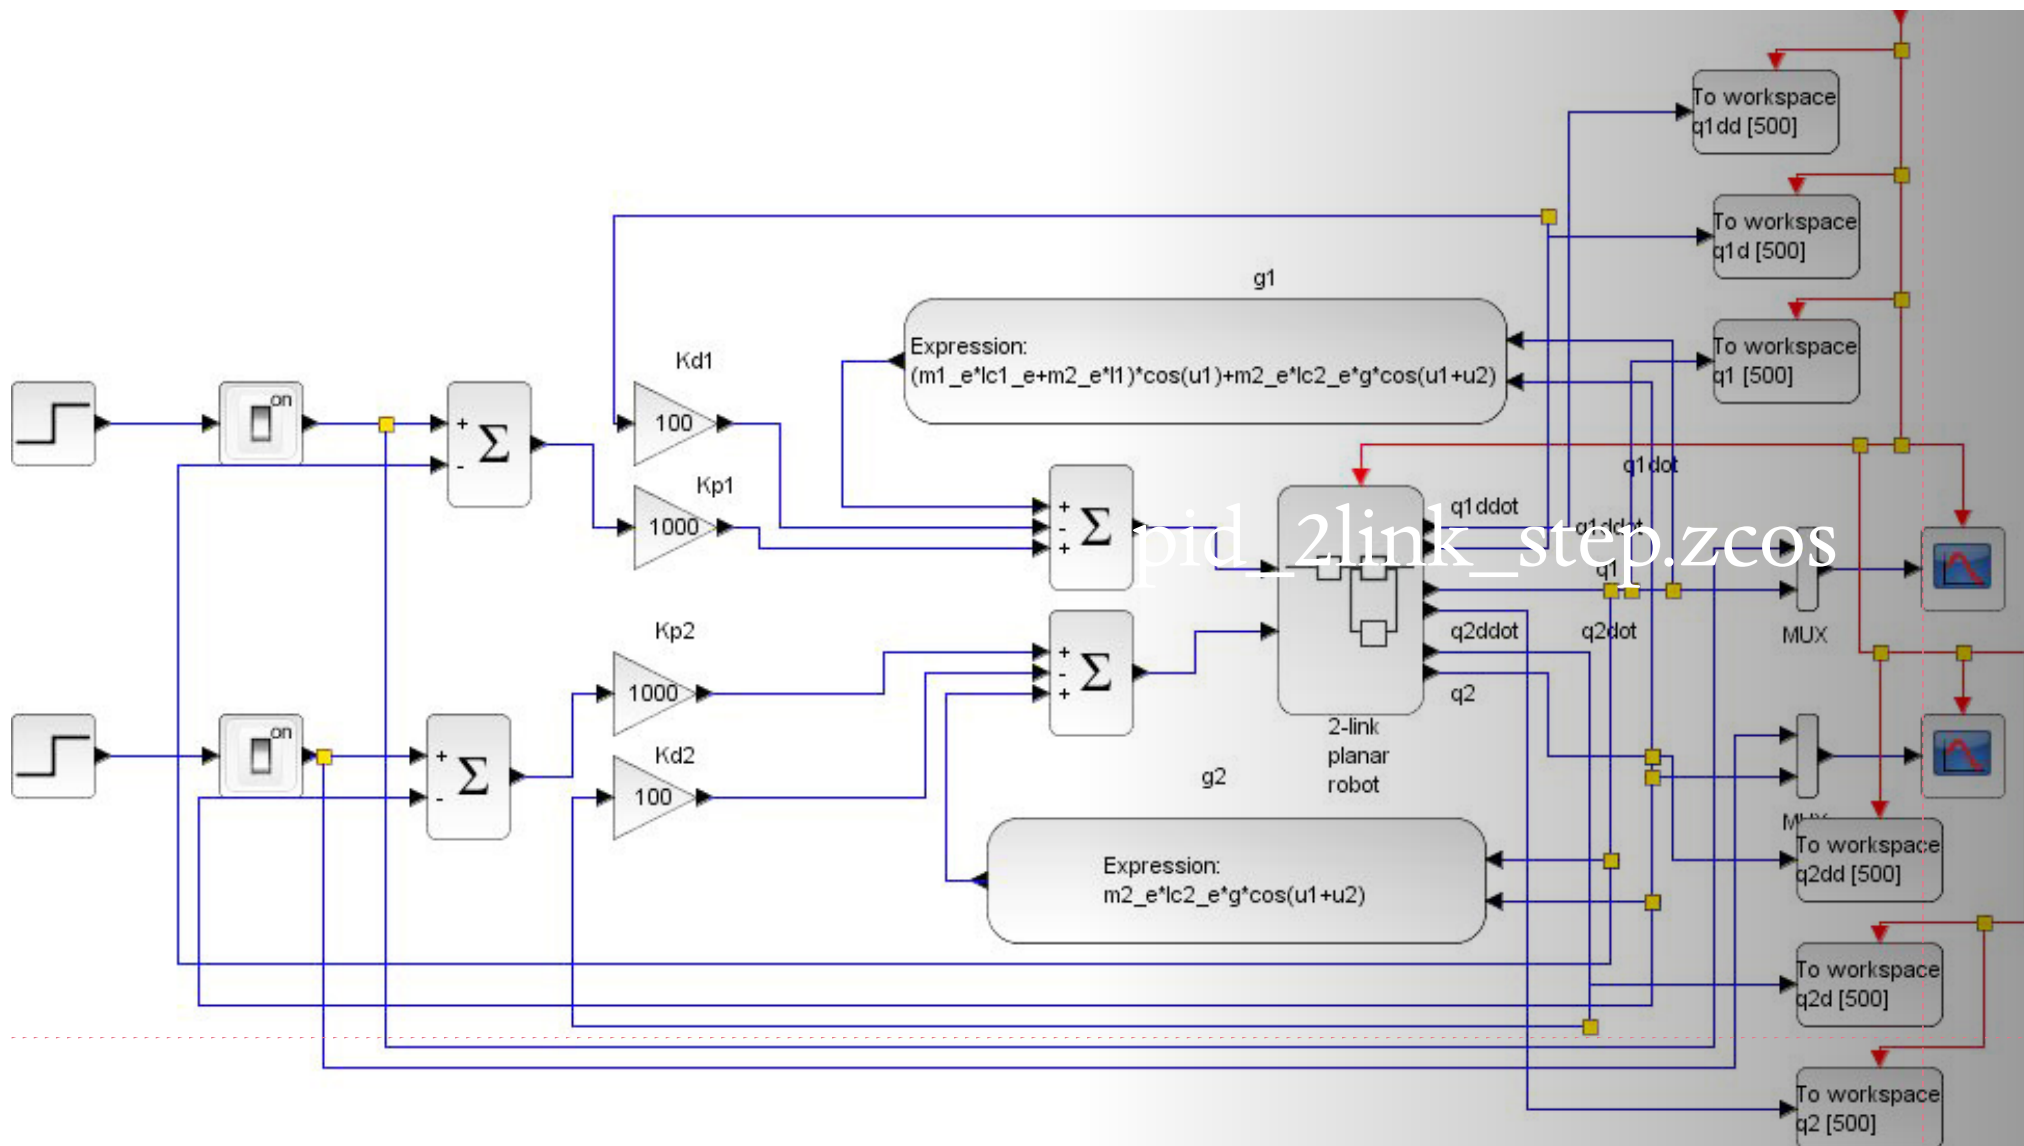 To workspace
q1dd [500]
To workspace
q1d [500]
g1
Expression:
(m1_e*lc1_e+m2_e*l1)*cos(u1)+m2_e*lc2_e*g*cos(u1+u2)
To workspace
q1 [500]
Kd1
on
+
-
Σ
100
Kp1
1000
q1dot
+
-
+
Σ
q1ddot
q1ddot
pid_2link_step.zcos
q1
MUX
Kp2
1000
+
-
+
Σ
q2ddot
q2dot
q2
2-link
planar
robot
on
+
-
Σ
Kd2
100
g2
MUX
To workspace
q2dd [500]
Expression:
m2_e*lc2_e*g*cos(u1+u2)
To workspace
q2d [500]
To workspace
q2 [500]